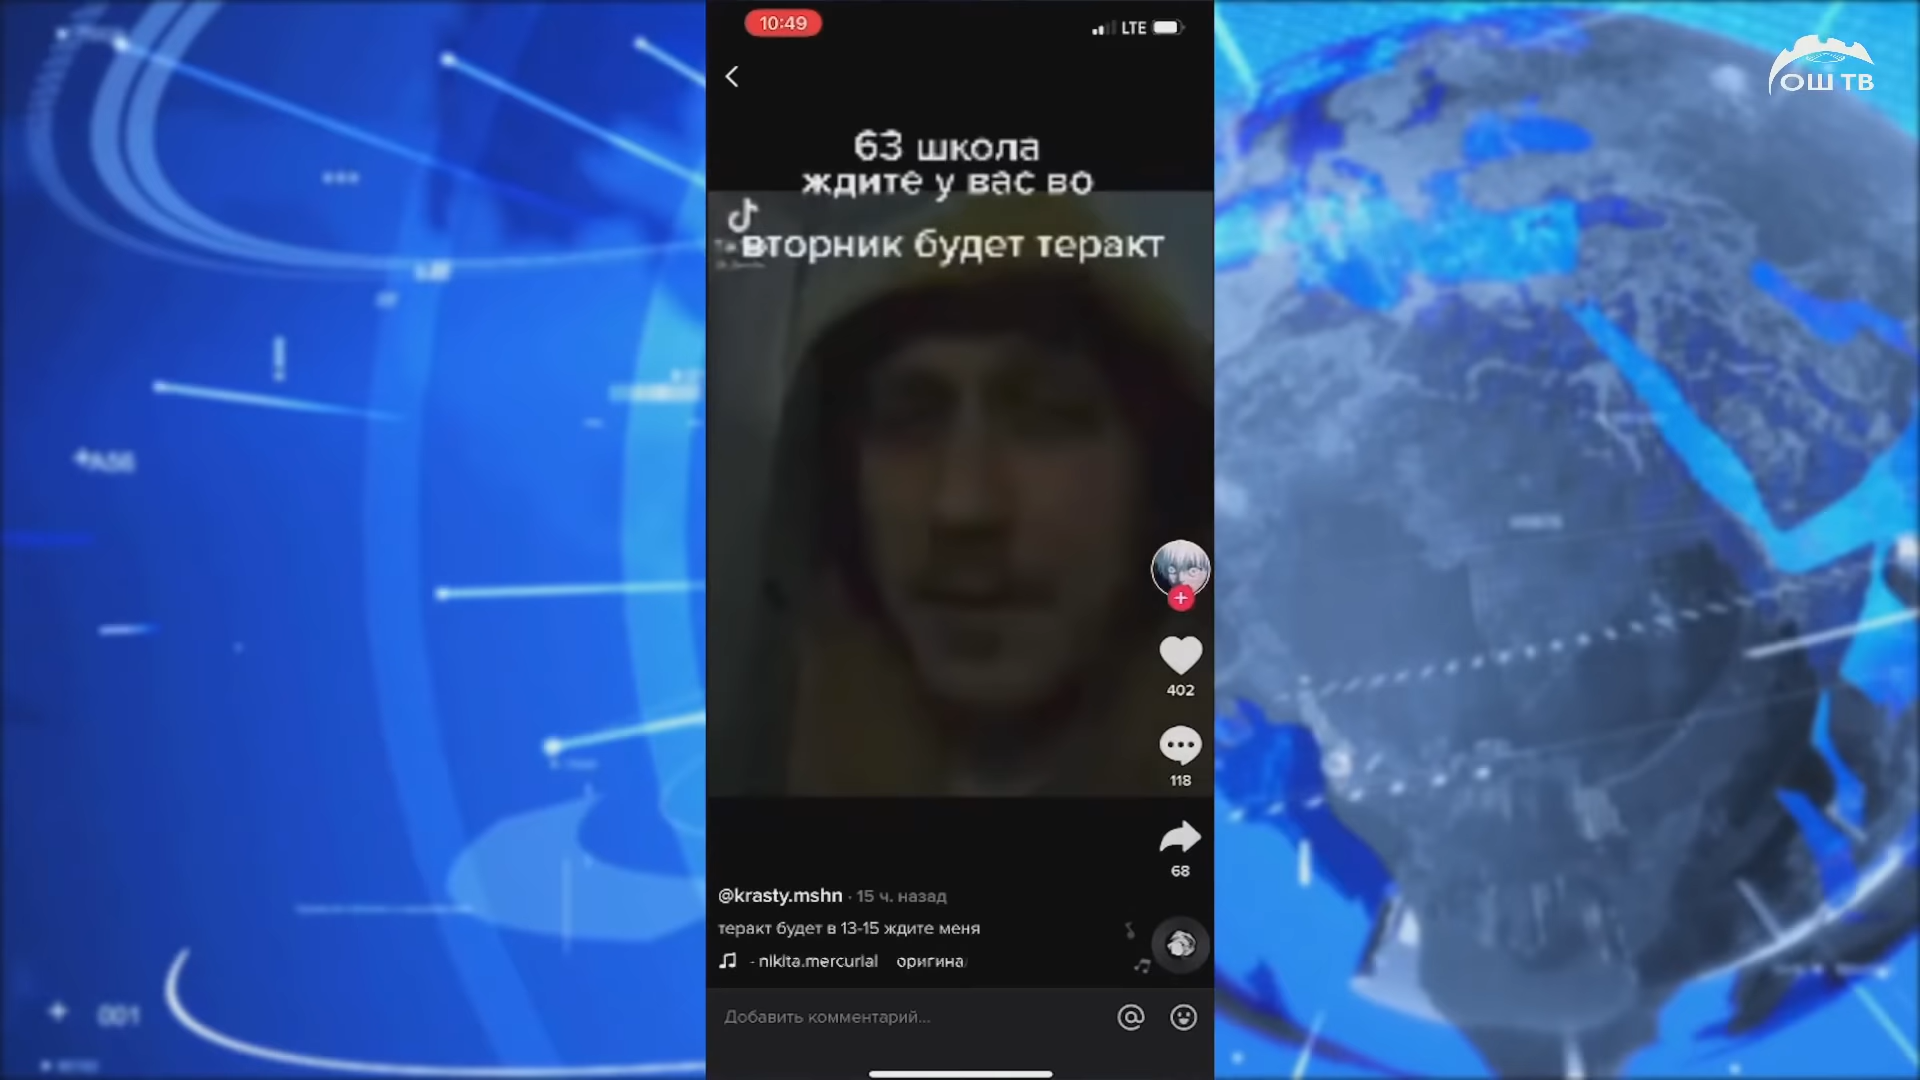 10:49
LTE
ОШ ТВ
63 школа
ждите у вас во
вторник будет теракт
402
118
68
@krasty.mshn · 15 ч. назад
теракт будет в 13-15 ждите меня
- nikita.mercurial оригина
Добавить комментарий...
001